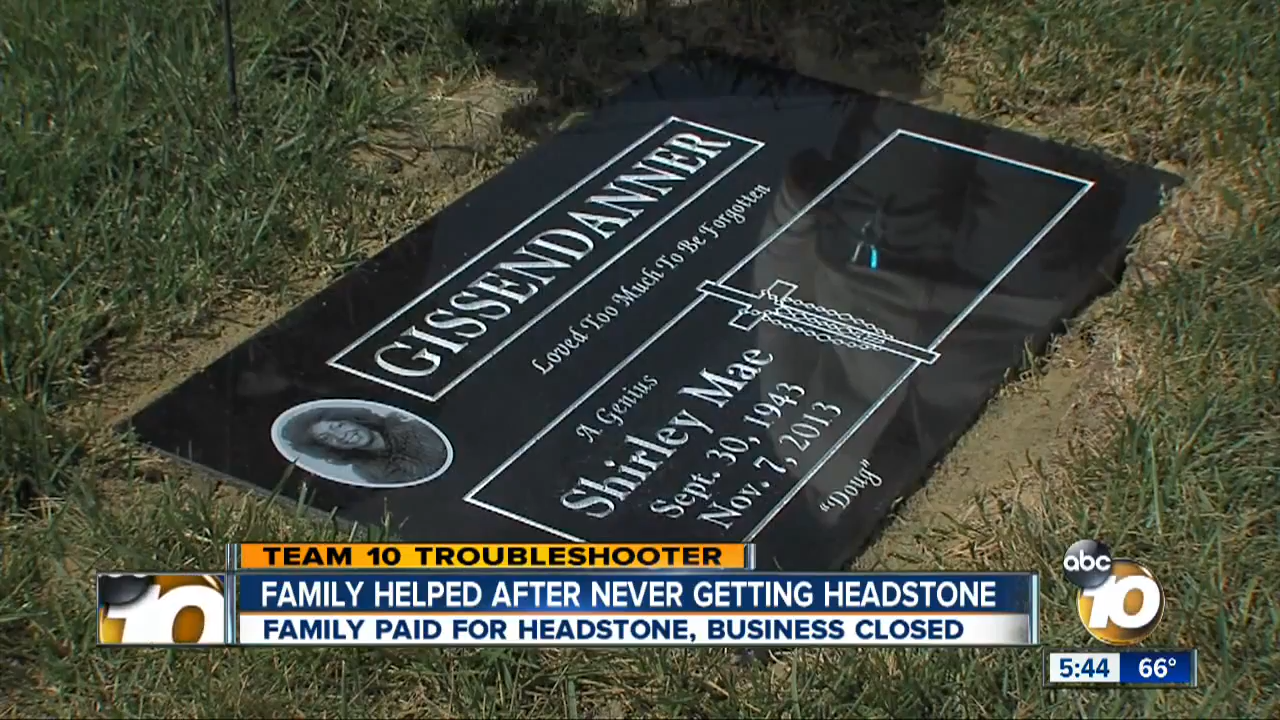 GISSENDANNER
Loved Too Much To Be Forgotten
A Genius
Shirley Mae
Sept. 30, 1943
Nov. 7, 2013
"Doug"
TEAM 10 TROUBLESHOOTER
10
FAMILY HELPED AFTER NEVER GETTING HEADSTONE
FAMILY PAID FOR HEADSTONE, BUSINESS CLOSED
abc
10
5:44 66°